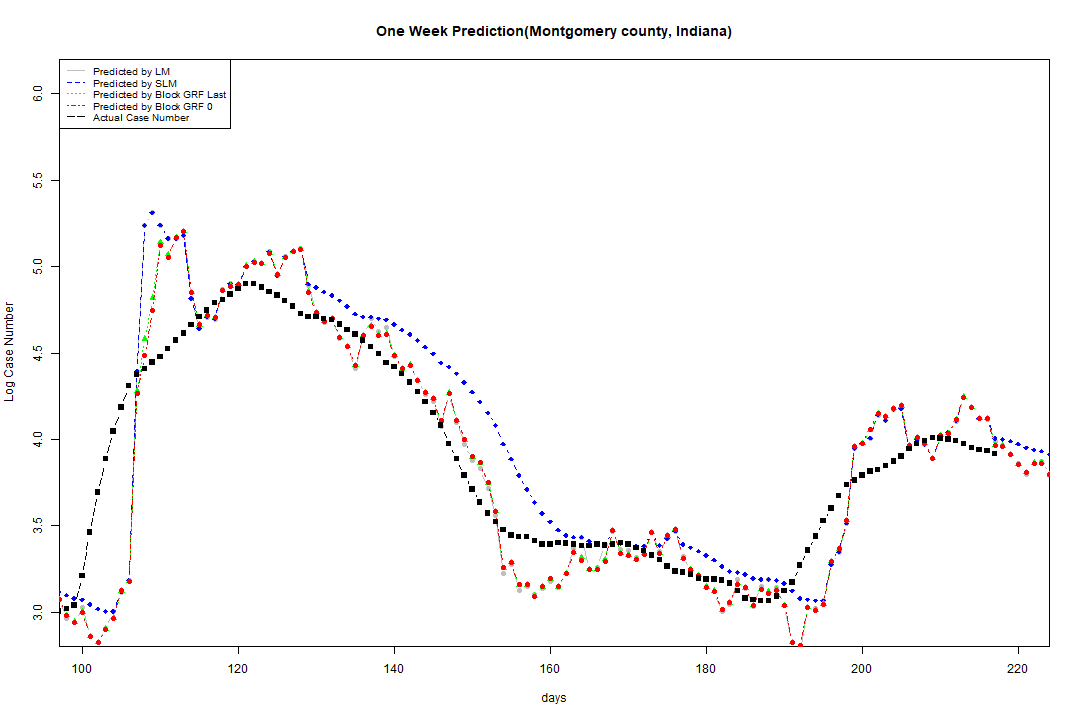 One Week Prediction(Montgomery county, Indiana)
Predicted by LM
Predicted by SLM
Predicted by Block GRF Last
Predicted by Block GRF 0
Actual Case Number
Log Case Number
6.0
5.5
5.0
4.5
4.0
3.5
3.0
100 120 140 160 180 200 220
days